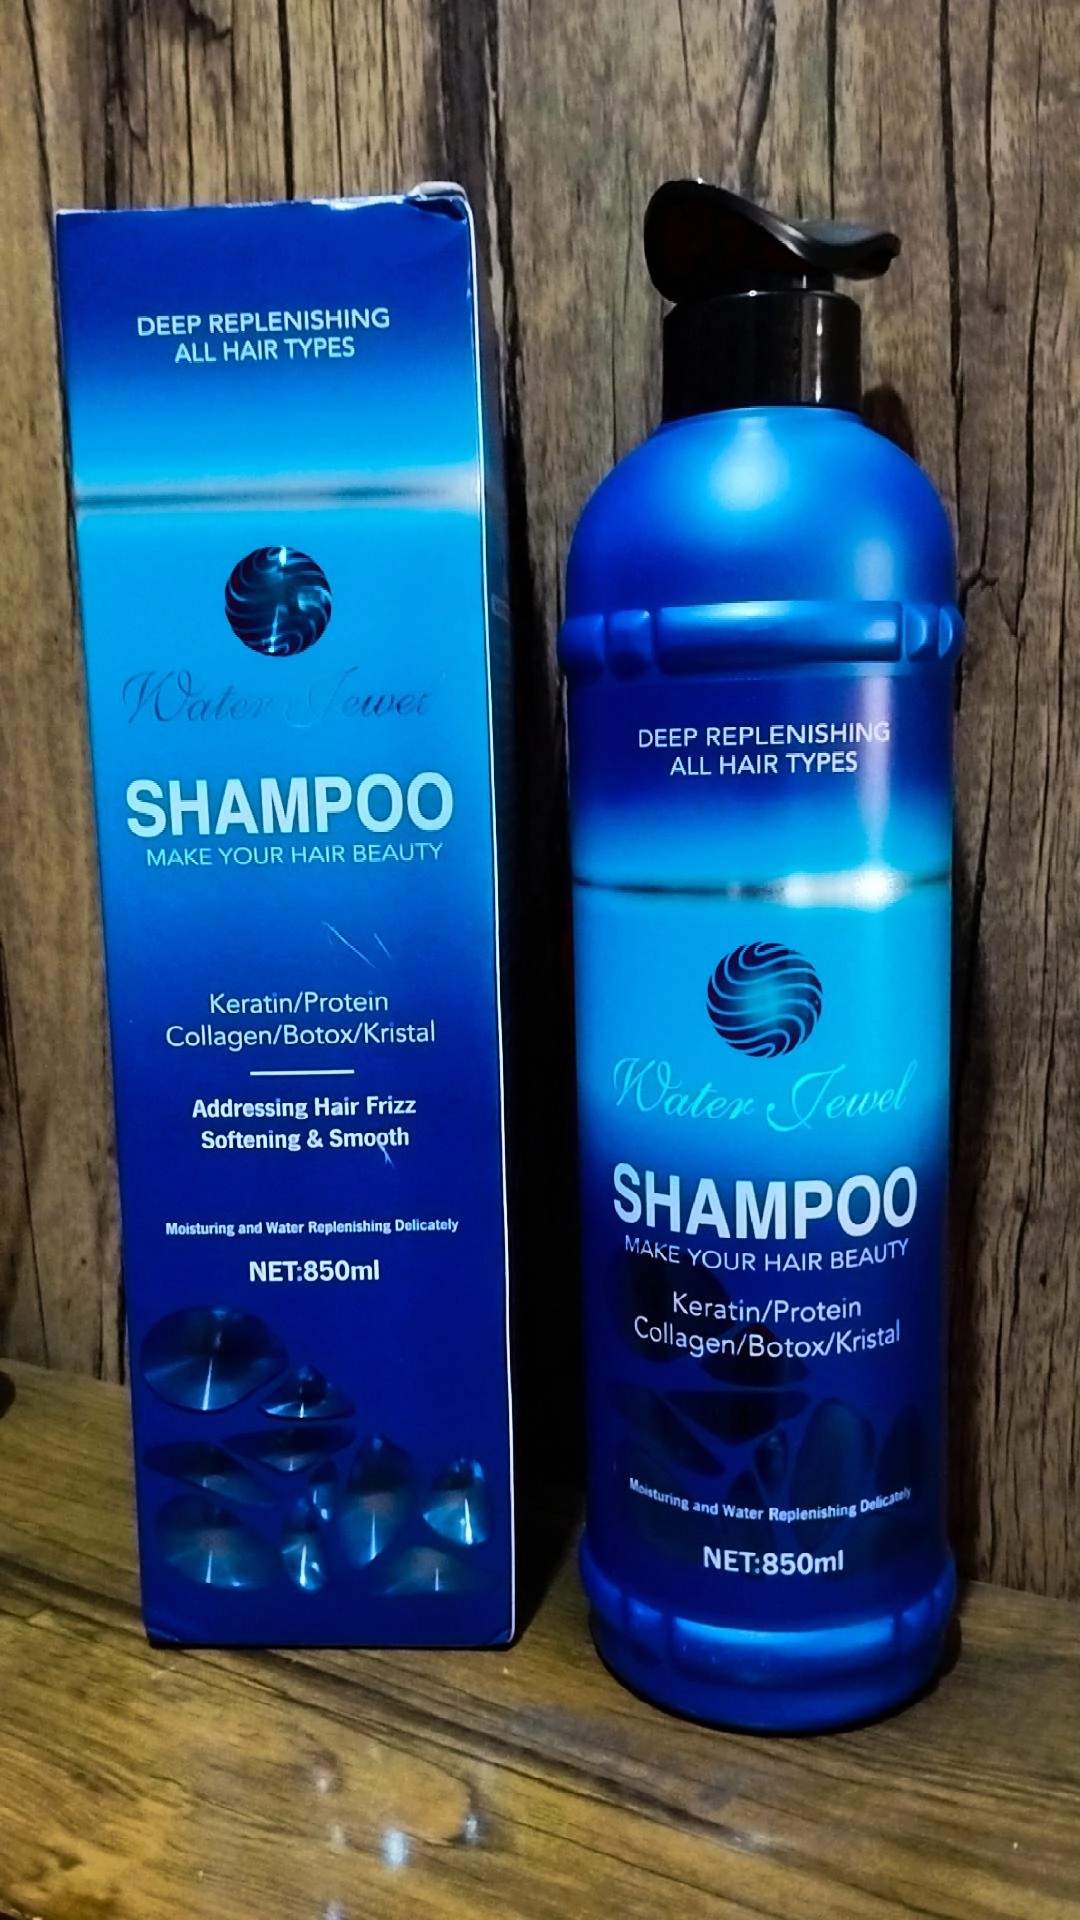 DEEP REPLENISHING
ALL HAIR TYPES
Water Jewel
SHAMPOO
MAKE YOUR HAIR BEAUTY
Keratin/Protein
Collagen/Botox/Kristal
Addressing Hair Frizz
Softening & Smooth
Moisturing and Water Replenishing Delicately
NET:850ml
DEEP REPLENISHING
ALL HAIR TYPES
Water Jewel
SHAMPOO
MAKE YOUR HAIR BEAUTY
Keratin/Protein
Collagen/Botox/Kristal
Moisturing and Water Replenishing Delicately
NET:850ml